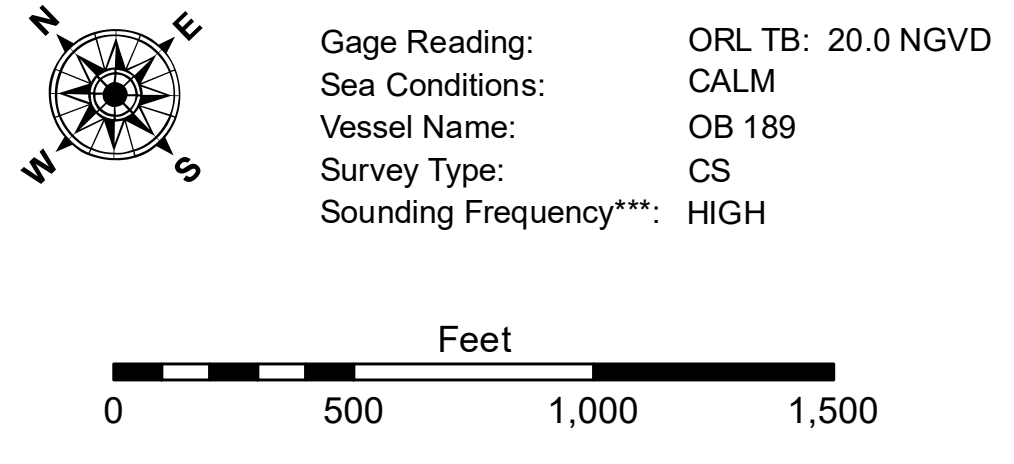 N E
W S
Gage Reading: ORL TB: 20.0 NGVD
Sea Conditions: CALM
Vessel Name: OB 189
Survey Type: CS
Sounding Frequency***: HIGH
Feet
0 500 1,000 1,500